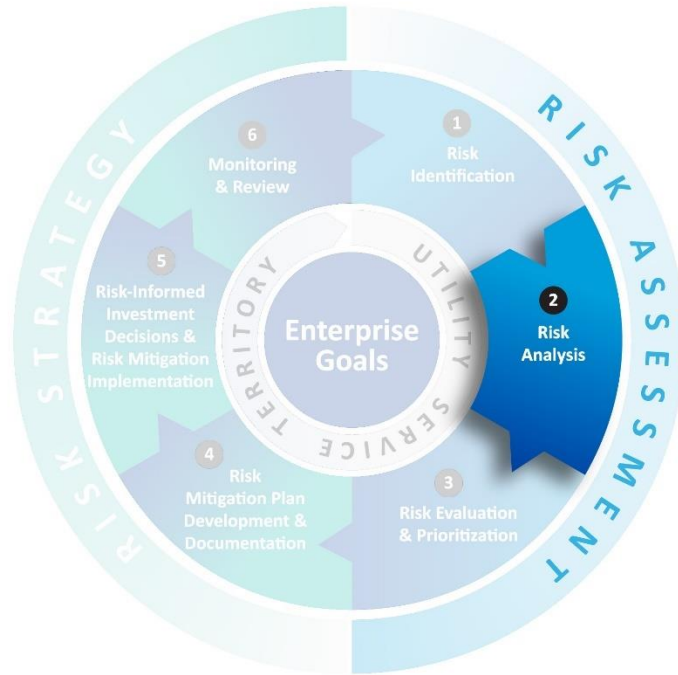 RISK ASSESSMENT
RISK STRATEGY
1
Risk
Identification
2
Risk
Analysis
3
Risk Evaluation
& Prioritization
4
Risk
Mitigation Plan
Development &
Documentation
5
Risk-Informed
Investment
Decisions &
Risk Mitigation
Implementation
6
Monitoring
& Review
UTILITY SERVICE TERRITORY
Enterprise
Goals